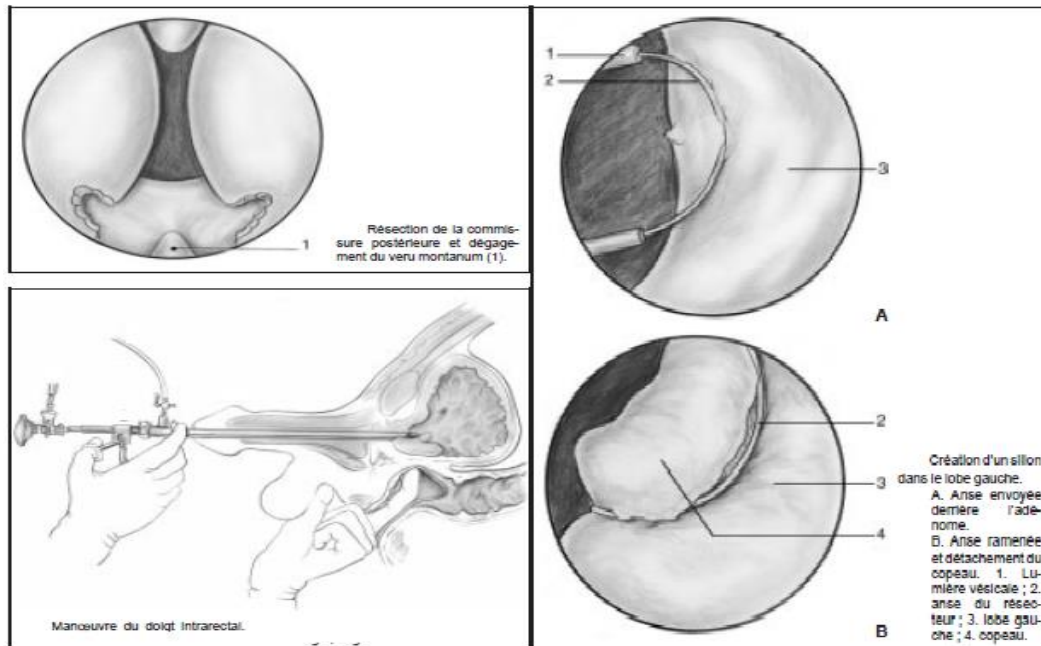 1
Résection de la commis-
sure postérieure et dégage-
ment du veru montanum (1).
Manœuvre du doigt intrarectal.
1
2
3
A
2
3
4
B
Création d'un sillon
dans le lobe gauche.
A. Anse envoyée
derrière l'adé-
nome.
B. Anse ramenée
et détachement du
copeau. 1. Lu-
mière vésicale ; 2.
anse du résec-
teur ; 3. lobe gau-
che ; 4. copeau.